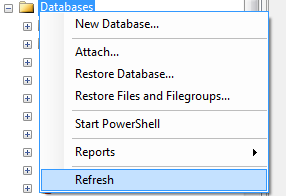 Databases
New Database...
Attach...
Restore Database...
Restore Files and Filegroups...
Start PowerShell
Reports
Refresh